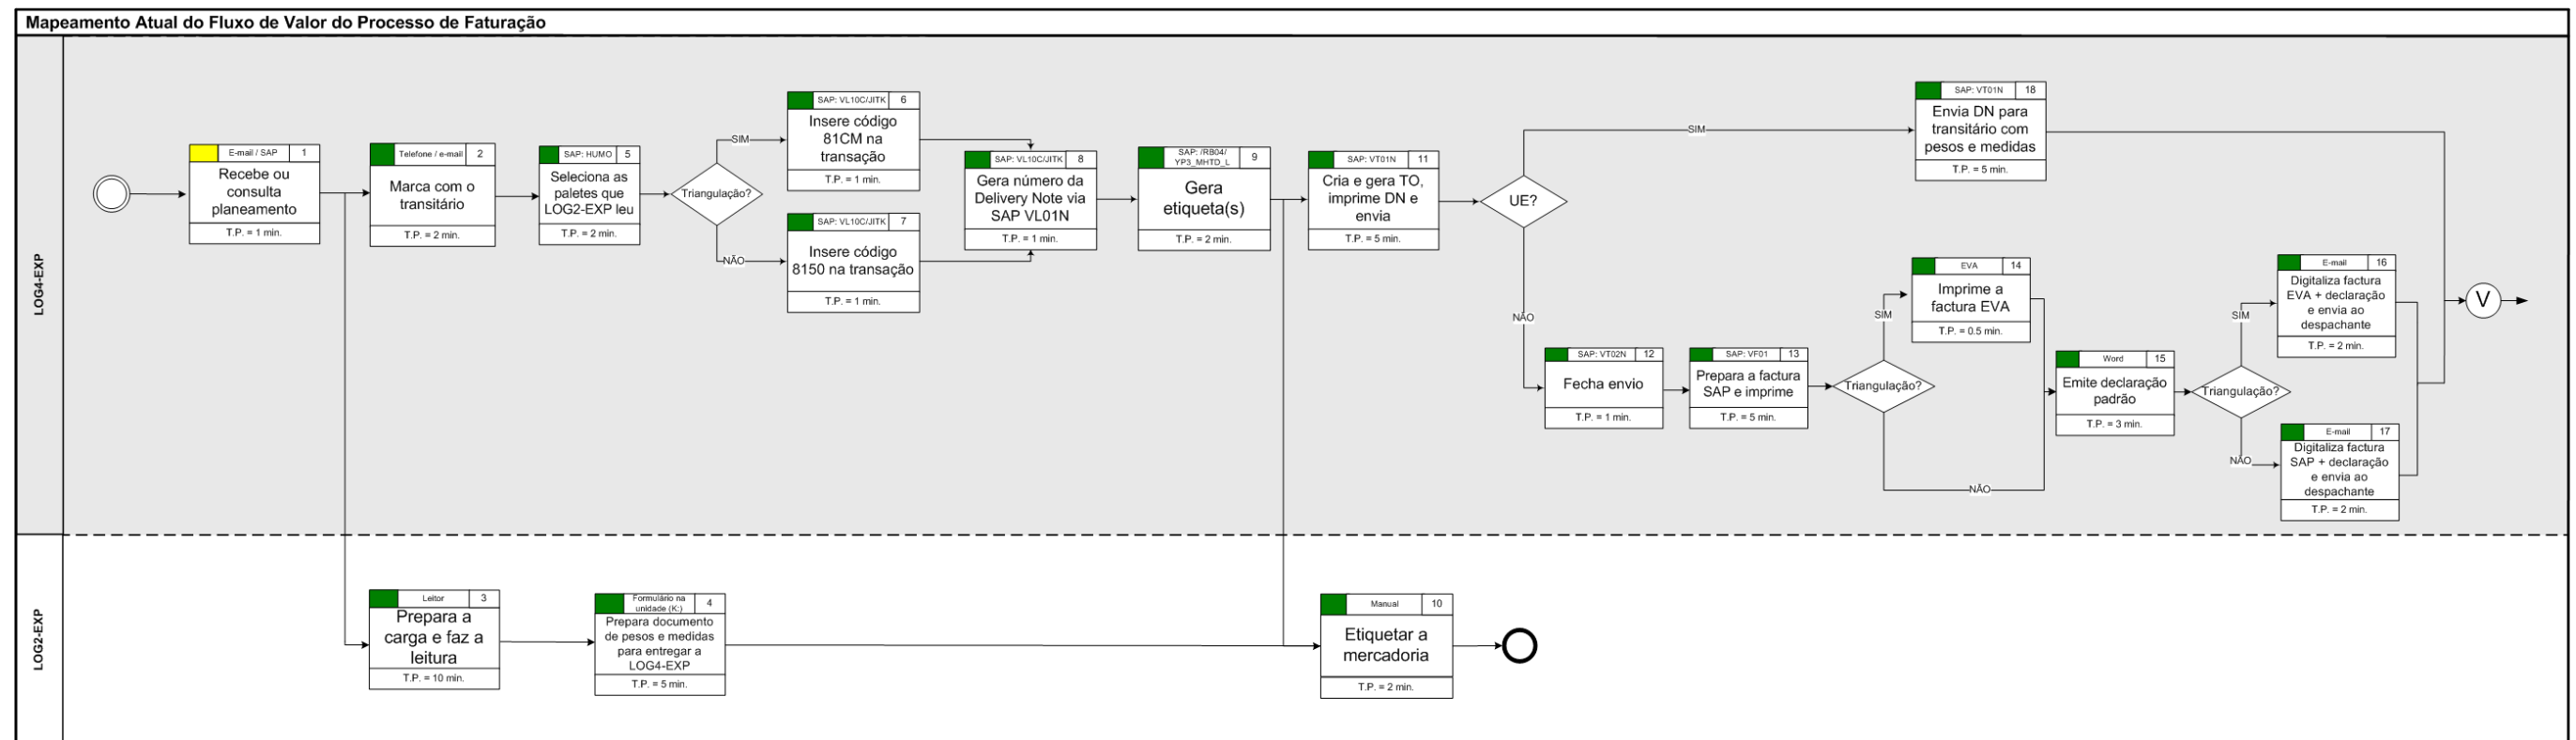 Mapeamento Atual do Fluxo de Valor do Processo de Faturação
LOG4-EXP
E-mail / SAP
1
Recebe ou
consulta
planeamento
T.P. = 1 min.
Telefone / e-mail
2
Marca com o
transitário
T.P. = 2 min.
SAP: HUMO
5
Seleciona as
paletes que
LOG2-EXP leu
T.P. = 2 min.
Triangulação?
SIM
NÃO
SAP: VL10C/JITK
6
Insere código
81CM na
transação
T.P. = 1 min.
SAP: VL10C/JITK
7
Insere código
8150 na transação
T.P. = 1 min.
SAP: VL10C/JITK
8
Gera número da
Delivery Note via
SAP VL01N
T.P. = 1 min.
SAP: /RB04/
YP3_MHTD_L
9
Gera
etiqueta(s)
T.P. = 2 min.
SAP: VT01N
11
Cria e gera TO,
imprime DN e
envia
T.P. = 5 min.
UE?
SIM
NÃO
SAP: VT01N
18
Envia DN para
transitário com
pesos e medidas
T.P. = 5 min.
SAP: VT02N
12
Fecha envio
T.P. = 1 min.
SAP: VF01
13
Prepara a factura
SAP e imprime
T.P. = 5 min.
Triangulação?
SIM
NÃO
EVA
14
Imprime a
factura EVA
T.P. = 0.5 min.
Word
15
Emite declaração
padrão
T.P. = 3 min.
Triangulação?
SIM
NÃO
E-mail
16
Digitaliza factura
EVA + declaração
e envia ao
despachante
T.P. = 2 min.
E-mail
17
Digitaliza factura
SAP + declaração
e envia ao
despachante
T.P. = 2 min.
V
LOG2-EXP
Leitor
3
Prepara a
carga e faz a
leitura
T.P. = 10 min.
Formulário na
unidade (K:)
4
Prepara documento
de pesos e medidas
para entregar a
LOG4-EXP
T.P. = 5 min.
Manual
10
Etiquetar a
mercadoria
T.P. = 2 min.